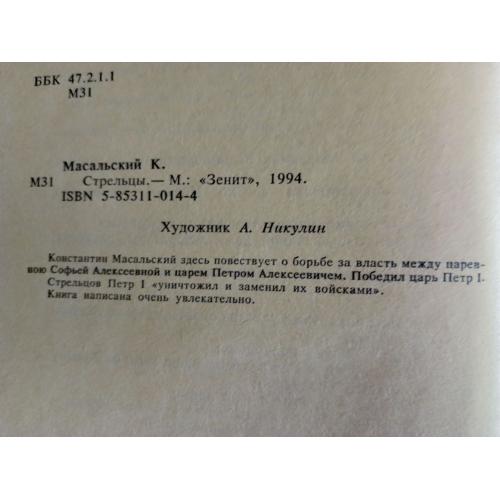 ББК 47.2.1.1
М31
Масальский К.
М31 Стрельцы.— М.: «Зенит», 1994.
ISBN 5-85311-014-4
Художник А. Никулин
Константин Масальский здесь повествует о борьбе за власть между царев-
ною Софьей Алексеевной и царем Петром Алексеевичем. Победил царь Петр I.
Стрельцов Петр I «уничтожил и заменил их войсками».
Книга написана очень увлекательно.